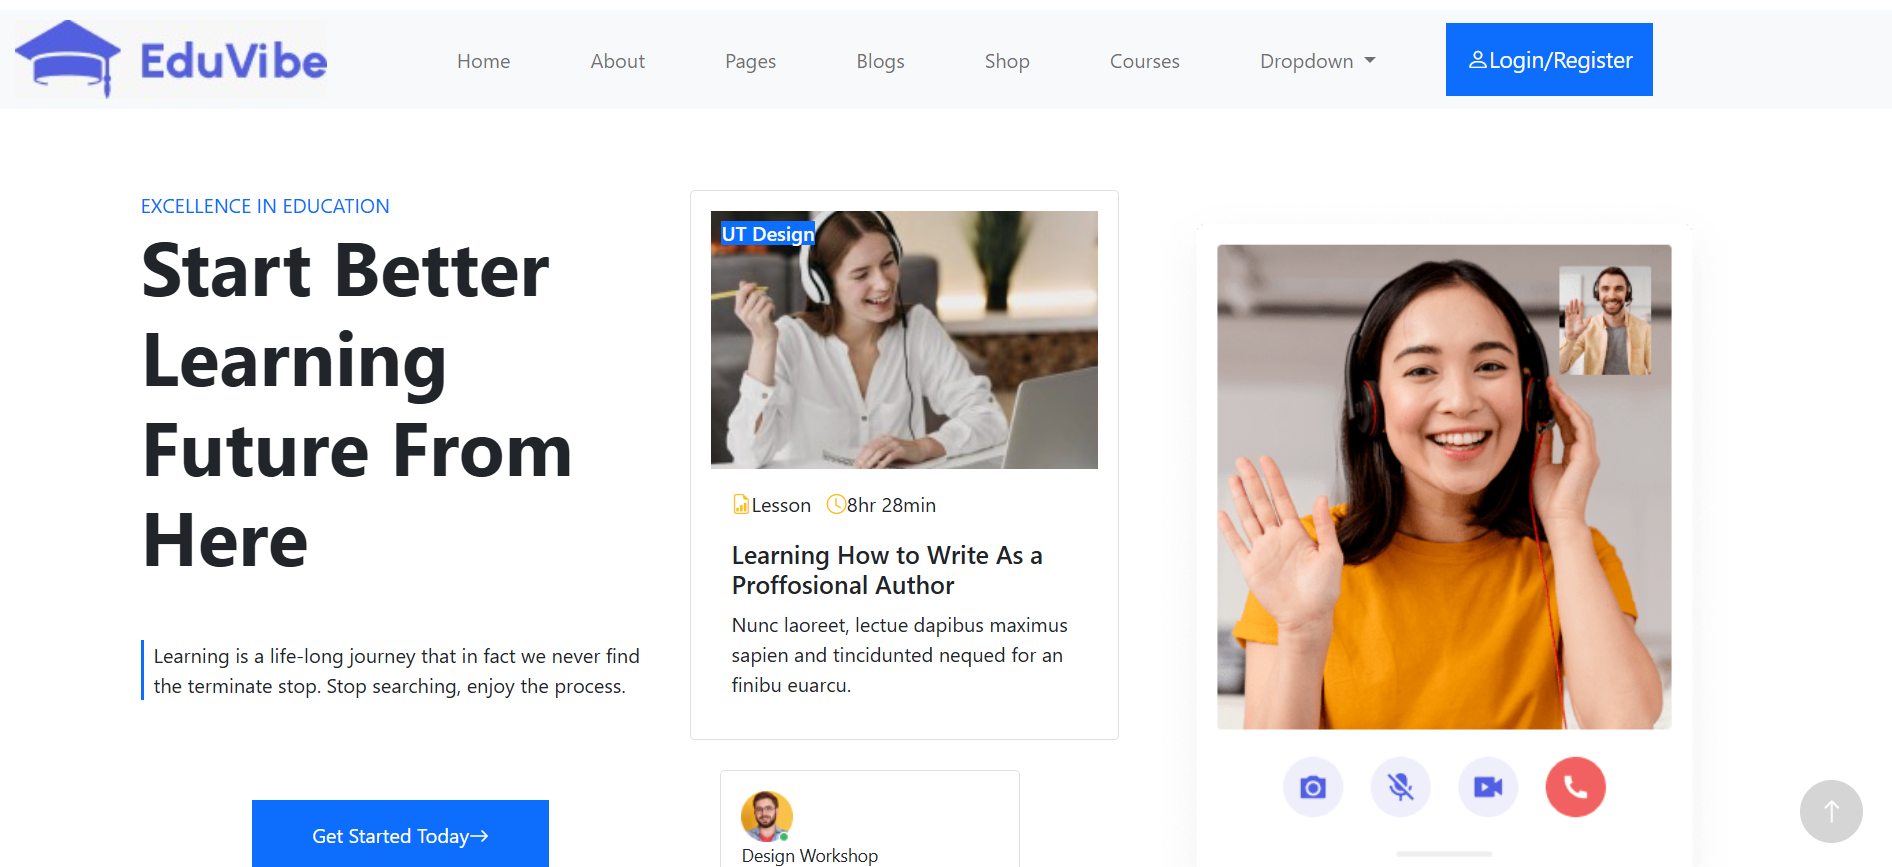 EduVibe
Home
About
Pages
Blogs
Shop
Courses
Dropdown
Login/Register
EXCELLENCE IN EDUCATION
Start Better
Learning
Future From
Here
Learning is a life-long journey that in fact we never find
the terminate stop. Stop searching, enjoy the process.
Get Started Today
UT Design
Lesson
8hr 28min
Learning How to Write As a
Proffosional Author
Nunc laoreet, lectue dapibus maximus
sapien and tincidunted nequed for an
finibu euarcu.
Design Workshop